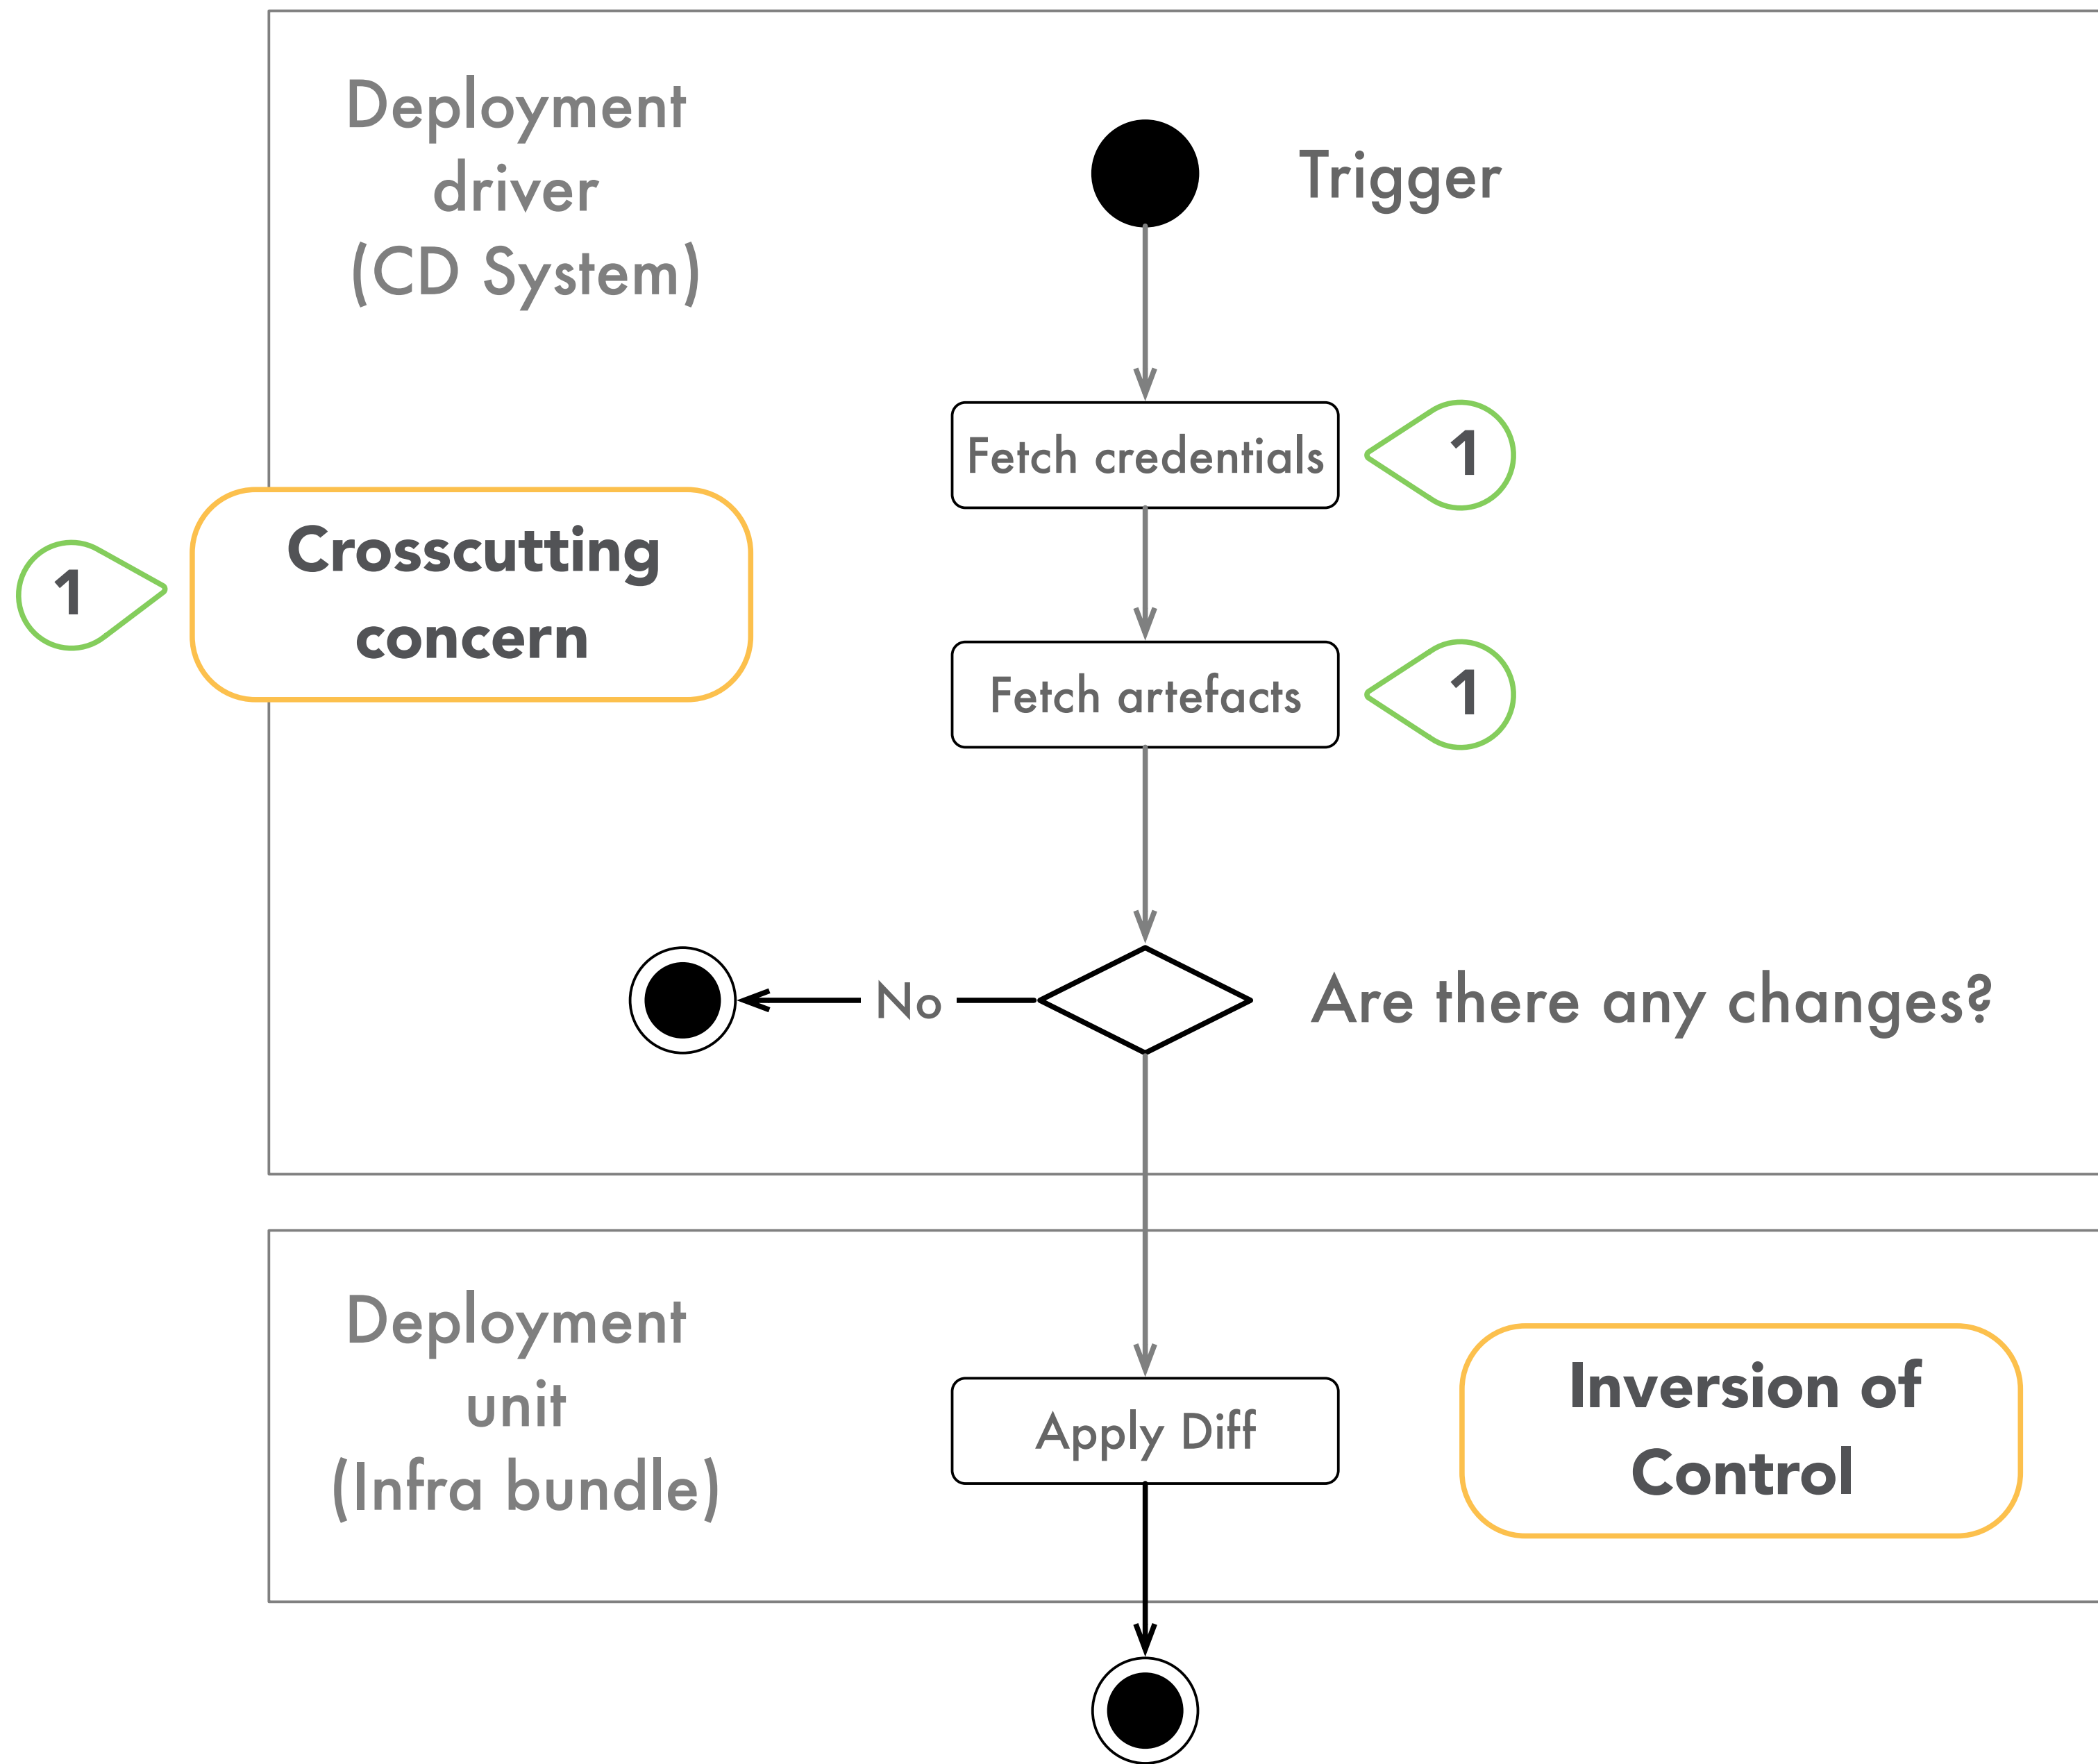 Deployment
driver
(CD System)
Trigger
Fetch credentials
1
Crosscutting
concern
1
Fetch artefacts
1
No
Are there any changes?
Deployment
unit
(Infra bundle)
Apply Diff
Inversion of
Control